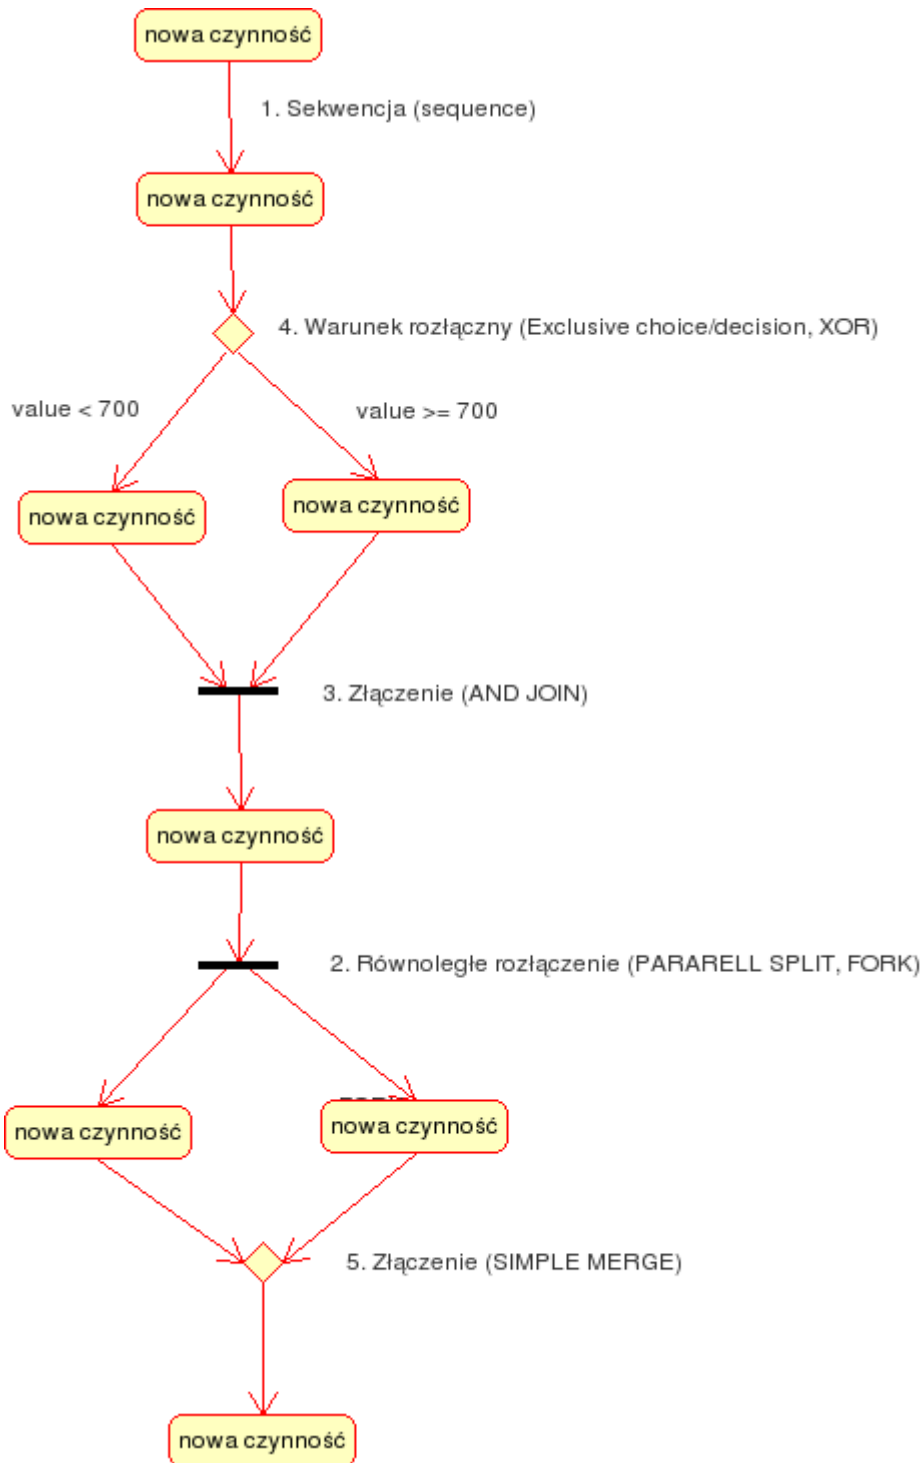 nowa czynność
1. Sekwencja (sequence)
nowa czynność
4. Warunek rozłączny (Exclusive choice/decision, XOR)
value < 700
value >= 700
nowa czynność
nowa czynność
3. Złączenie (AND JOIN)
nowa czynność
2. Równoległe rozłączenie (PARARELL SPLIT, FORK)
nowa czynność
nowa czynność
5. Złączenie (SIMPLE MERGE)
nowa czynność